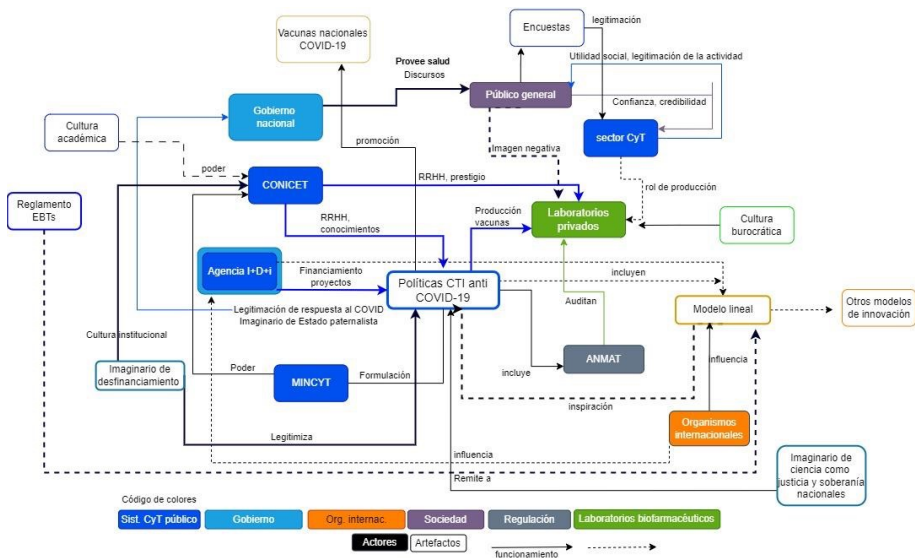 Vacunas nacionales
COVID-19
Encuestas
legitimación
Provee salud
Discursos
Utilidad social, legitimación de la actividad
Público general
Gobierno
nacional
Confianza, credibilidad
sector CyT
Cultura
académica
promoción
Imagen negativa
poder
CONICET
RRHH, prestigio
rol de producción
Reglamento
EBTs
Laboratorios
privados
Cultura
burocrática
RRHH,
conocimientos
Producción
vacunas
Agencia I+D+i
Financiamiento
proyectos
Políticas CTI anti
COVID-19
incluyen
Auditan
Modelo lineal
Otros modelos
de innovación
Legitimación de respuesta al COVID
Imaginario de Estado paternalista
Cultura institucional
Imaginario de
desfinanciamiento
Poder
MINCYT
Formulación
incluye
ANMAT
influencia
inspiración
Legitimiza
Organismos
internacionales
influencia
Remite a
Imaginario de
ciencia como
justicia y soberanía
nacionales
Código de colores
Sist. CyT público
Gobierno
Org. internac.
Sociedad
Regulación
Laboratorios biofarmacéuticos
Actores
Artefactos
funcionamiento